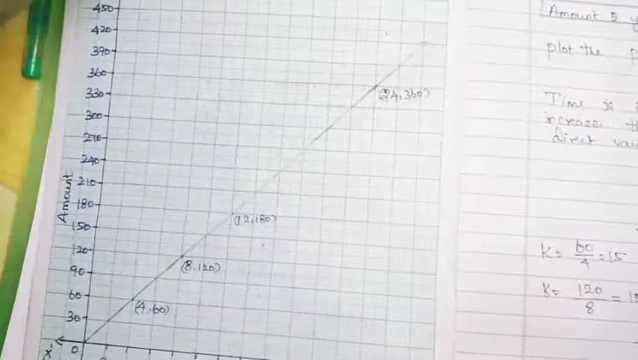 450
420
390
360
330
300
270
240
210
180
150
120
90
60
30
0
X'
Amount
(24,360)
(12,180)
(8,120)
(4,60)
Amount
plot the
Time
increase
direct
K = 60/4 = 15
K = 120/8 =